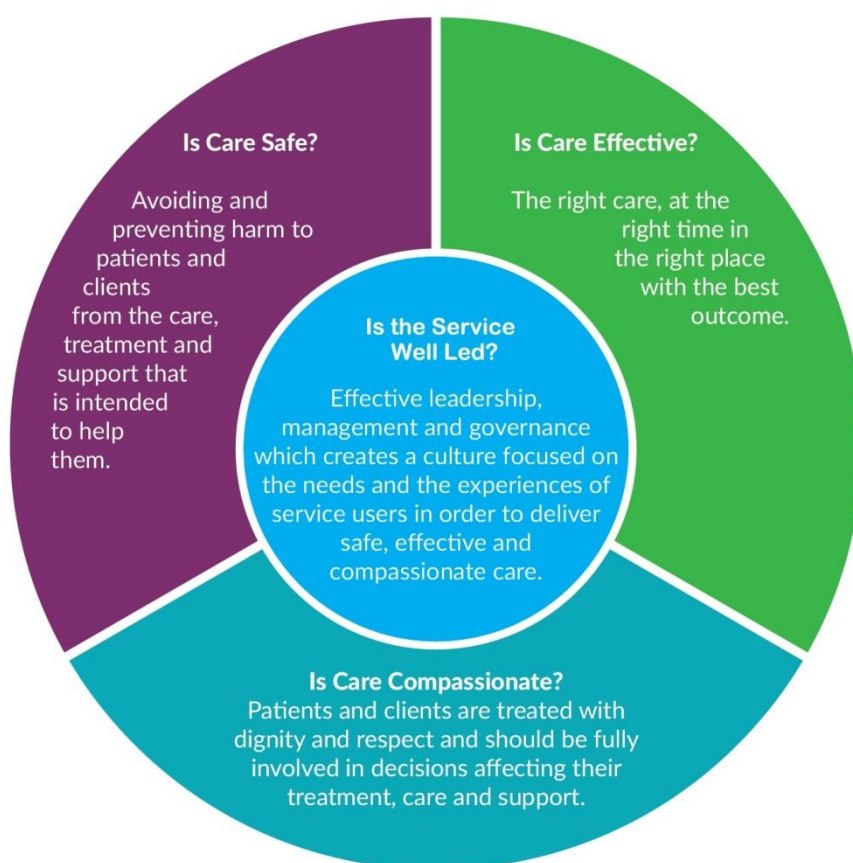 Is Care Safe?
Avoiding and
preventing harm to
patients and
clients
from the care,
treatment and
support that
is intended
to help
them.
Is Care Effective?
The right care, at the
right time in
the right place
with the best
outcome.
Is the Service
Well Led?
Effective leadership,
management and governance
which creates a culture focused on
the needs and the experiences of
service users in order to deliver
safe, effective and
compassionate care.
Is Care Compassionate?
Patients and clients are treated with
dignity and respect and should be fully
involved in decisions affecting their
treatment, care and support.